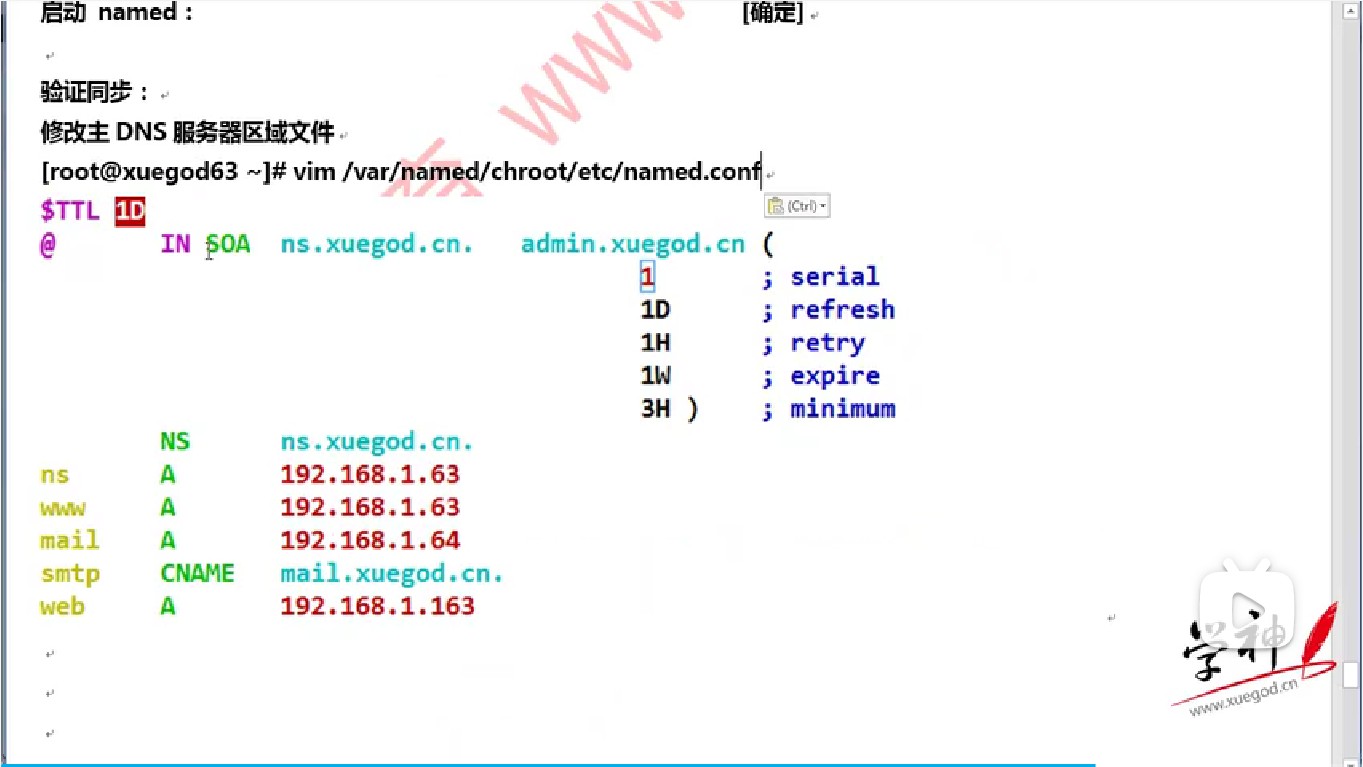 启动 named： [确定]
验证同步：
修改主 DNS 服务器区域文件
[root@xuegod63 ~]# vim /var/named/chroot/etc/named.conf
(Ctrl)
$TTL 1D
@ IN SOA ns.xuegod.cn. admin.xuegod.cn (
1 ; serial
1D ; refresh
1H ; retry
1W ; expire
3H ) ; minimum
NS ns.xuegod.cn.
ns A 192.168.1.63
www A 192.168.1.63
mail A 192.168.1.64
smtp CNAME mail.xuegod.cn.
web A 192.168.1.163
学神
www.xuegod.cn
www